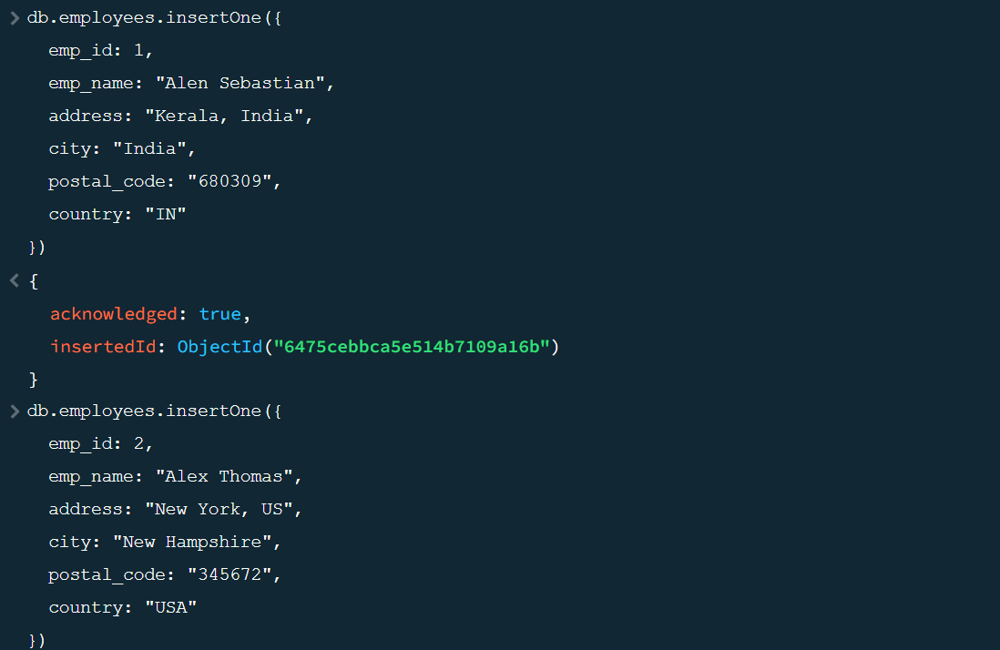 > db.employees.insertOne({
emp_id: 1,
emp_name: "Alen Sebastian",
address: "Kerala, India",
city: "India",
postal_code: "680309",
country: "IN"
})
< {
acknowledged: true,
insertedId: ObjectId("6475cebbca5e514b7109a16b")
}
> db.employees.insertOne({
emp_id: 2,
emp_name: "Alex Thomas",
address: "New York, US",
city: "New Hampshire",
postal_code: "345672",
country: "USA"
})